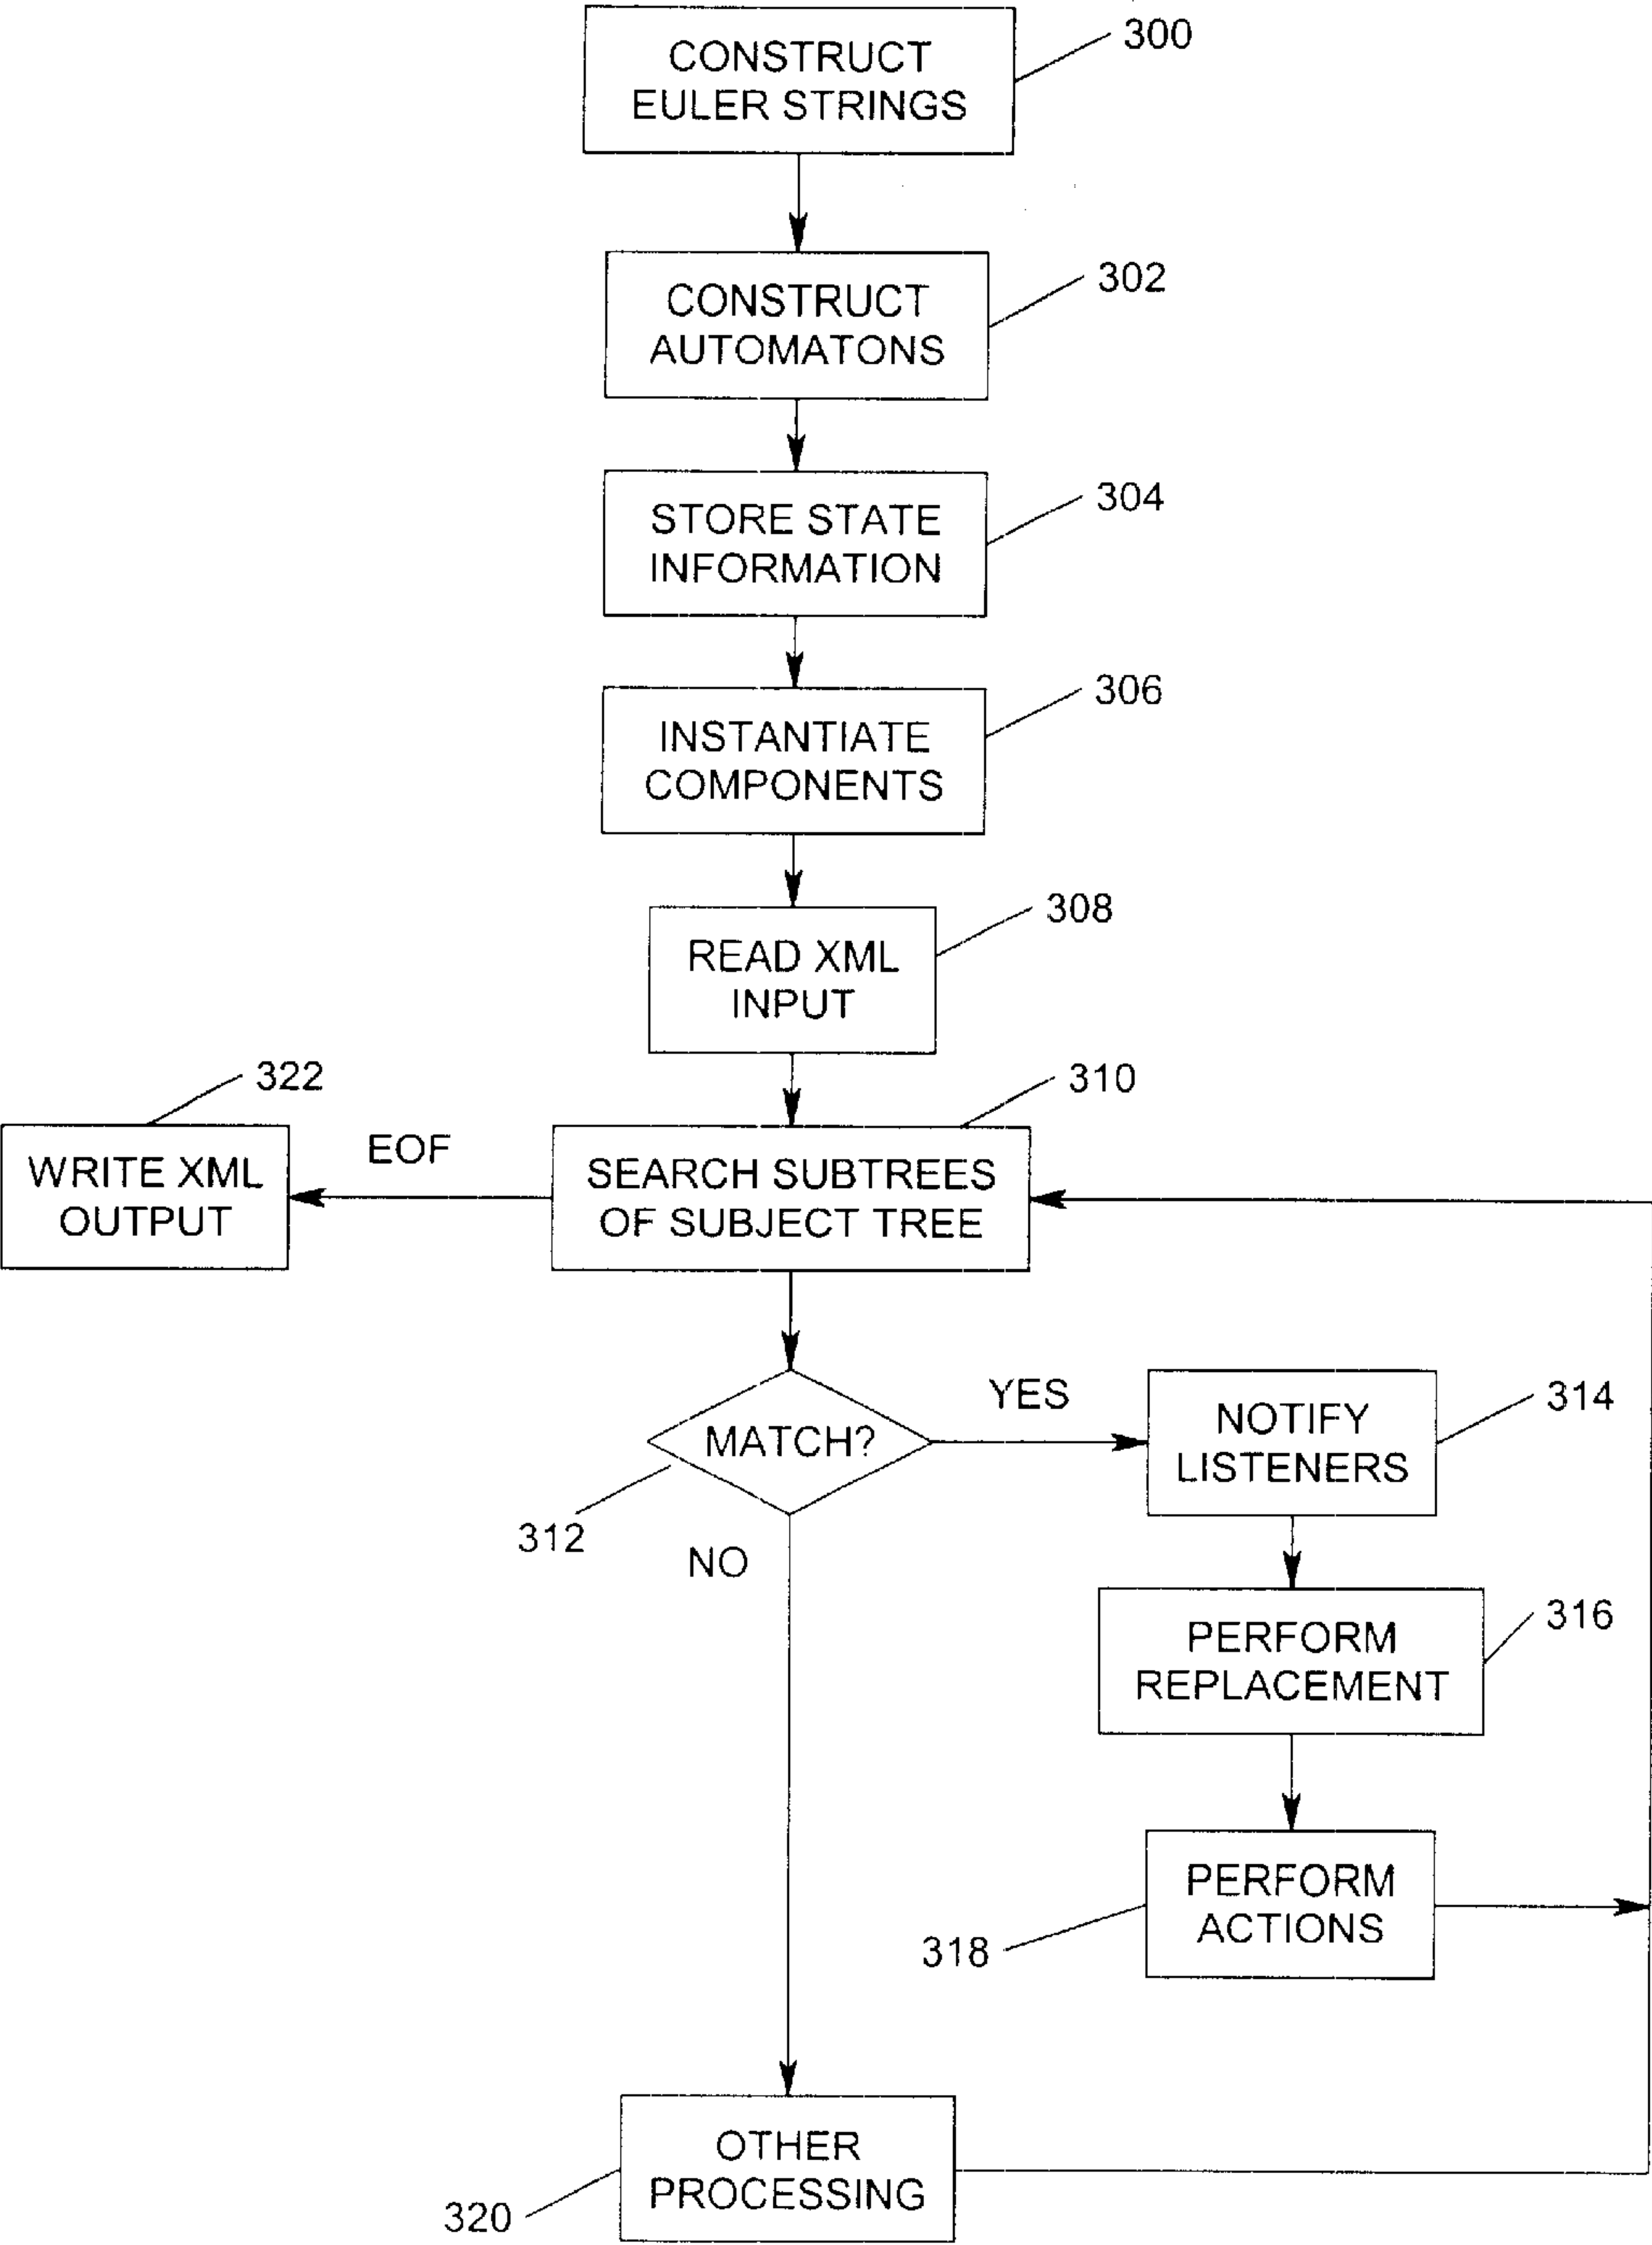 CONSTRUCT
EULER STRINGS
300
CONSTRUCT
AUTOMATONS
302
STORE STATE
INFORMATION
304
INSTANTIATE
COMPONENTS
306
READ XML
INPUT
308
322
WRITE XML
OUTPUT
EOF
310
SEARCH SUBTREES
OF SUBJECT TREE
MATCH?
312
YES
NO
NOTIFY
LISTENERS
314
PERFORM
REPLACEMENT
316
PERFORM
ACTIONS
318
OTHER
PROCESSING
320